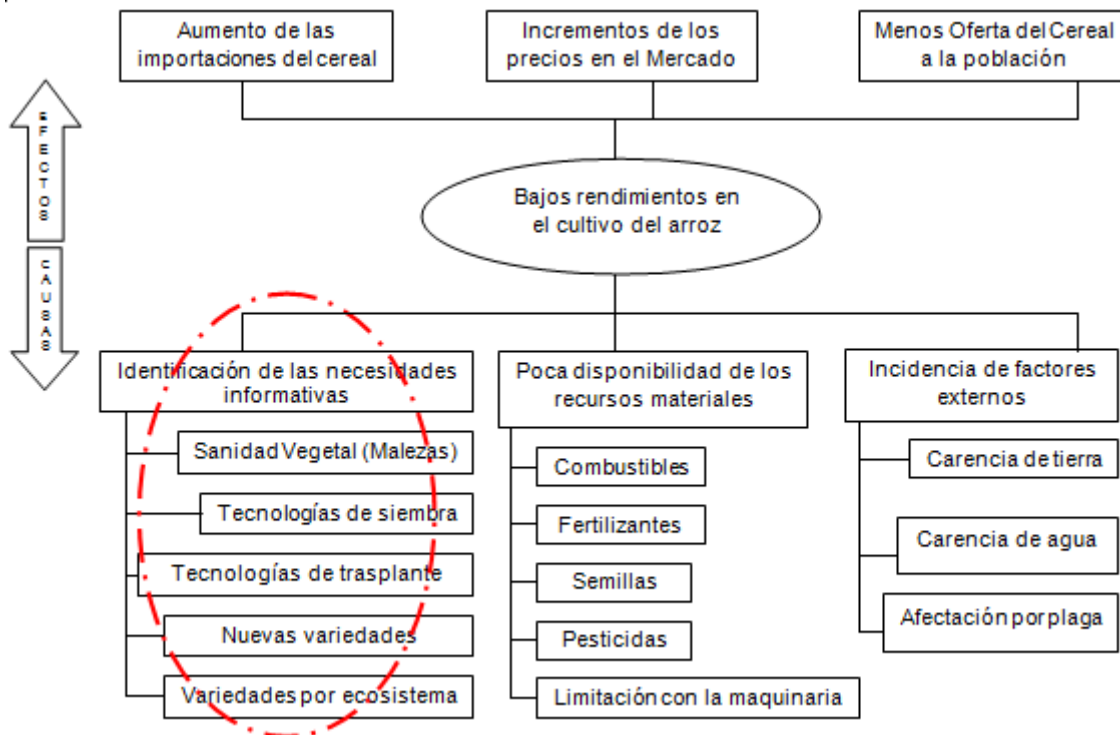 Aumento de las
importaciones del cereal
Incrementos de los
precios en el Mercado
Menos Oferta del Cereal
a la población
EFECTOS
Bajos rendimientos en
el cultivo del arroz
CAUSAS
Identificación de las necesidades
informativas
Sanidad Vegetal (Malezas)
Tecnologías de siembra
Tecnologías de trasplante
Nuevas variedades
Variedades por ecosistema
Poca disponibilidad de los
recursos materiales
Combustibles
Fertilizantes
Semillas
Pesticidas
Limitación con la maquinaria
Incidencia de factores
externos
Carencia de tierra
Carencia de agua
Afectación por plaga